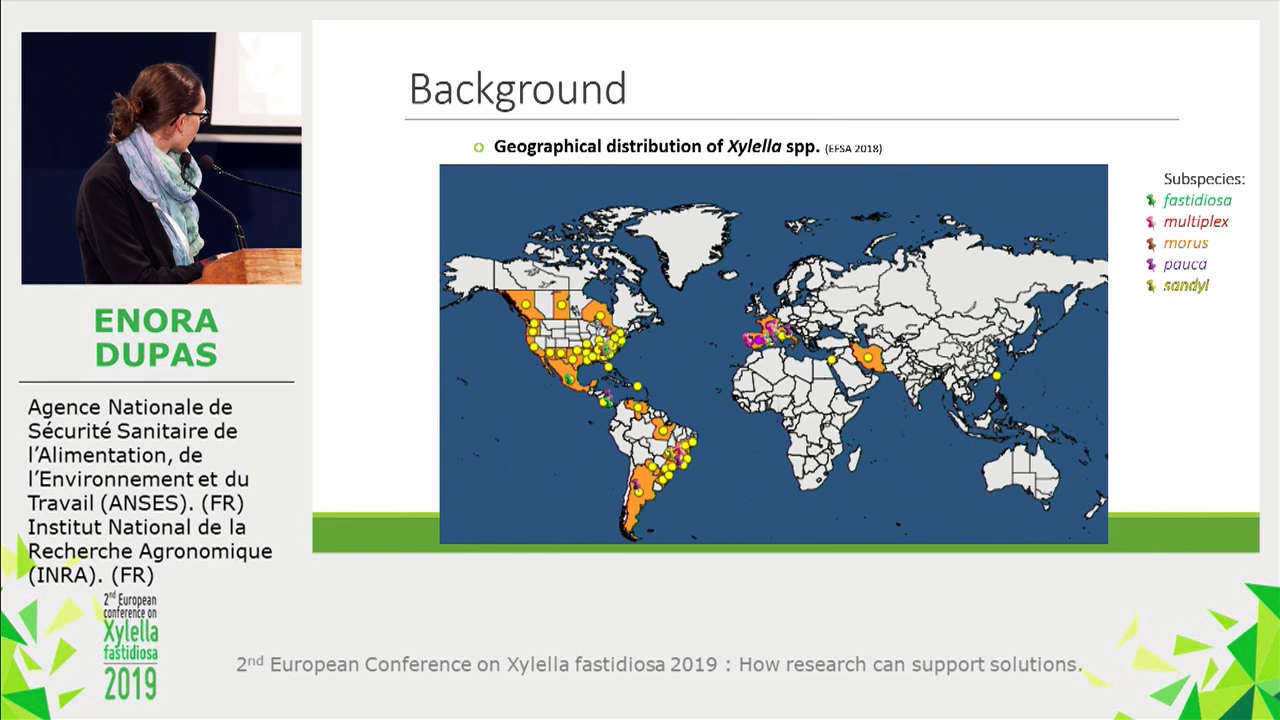 Background
Geographical distribution of Xylella spp. (EFSA 2018)
Subspecies:
fastidiosa
multiplex
morus
pauca
sandyl
ENORA
DUPAS
Agence Nationale de
Sécurité Sanitaire de
l'Alimentation, de
l'Environnement et du
Travail (ANSES). (FR)
Institut National de la
Recherche Agronomique
(INRA). (FR)
2nd European
conference on
Xylella
fastidiosa
2019
2nd European Conference on Xylella fastidiosa 2019 : How research can support solutions.